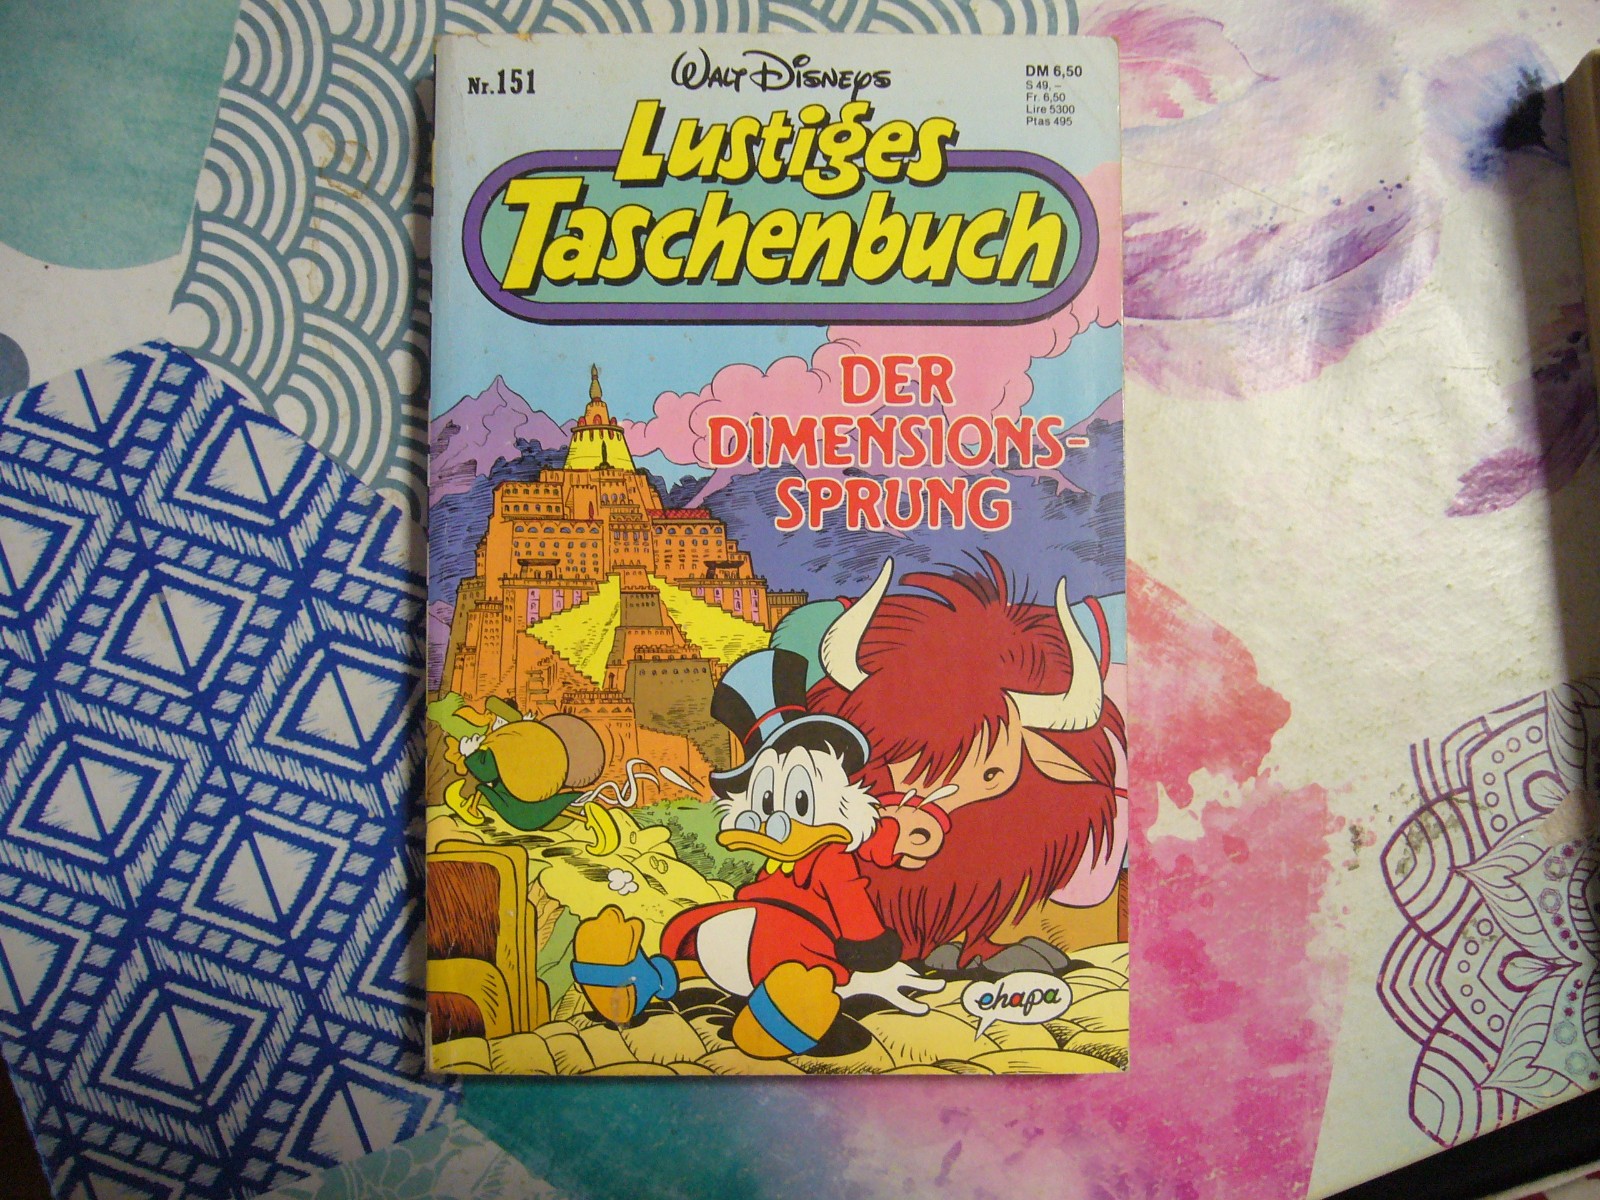 Nr.151
Walt Disneys
DM 6,50
S 49,–
Fr. 6,50
Lire 5300
Ptas 495
Lustiges
Taschenbuch
DER
DIMENSIONS-
SPRUNG
ehapa